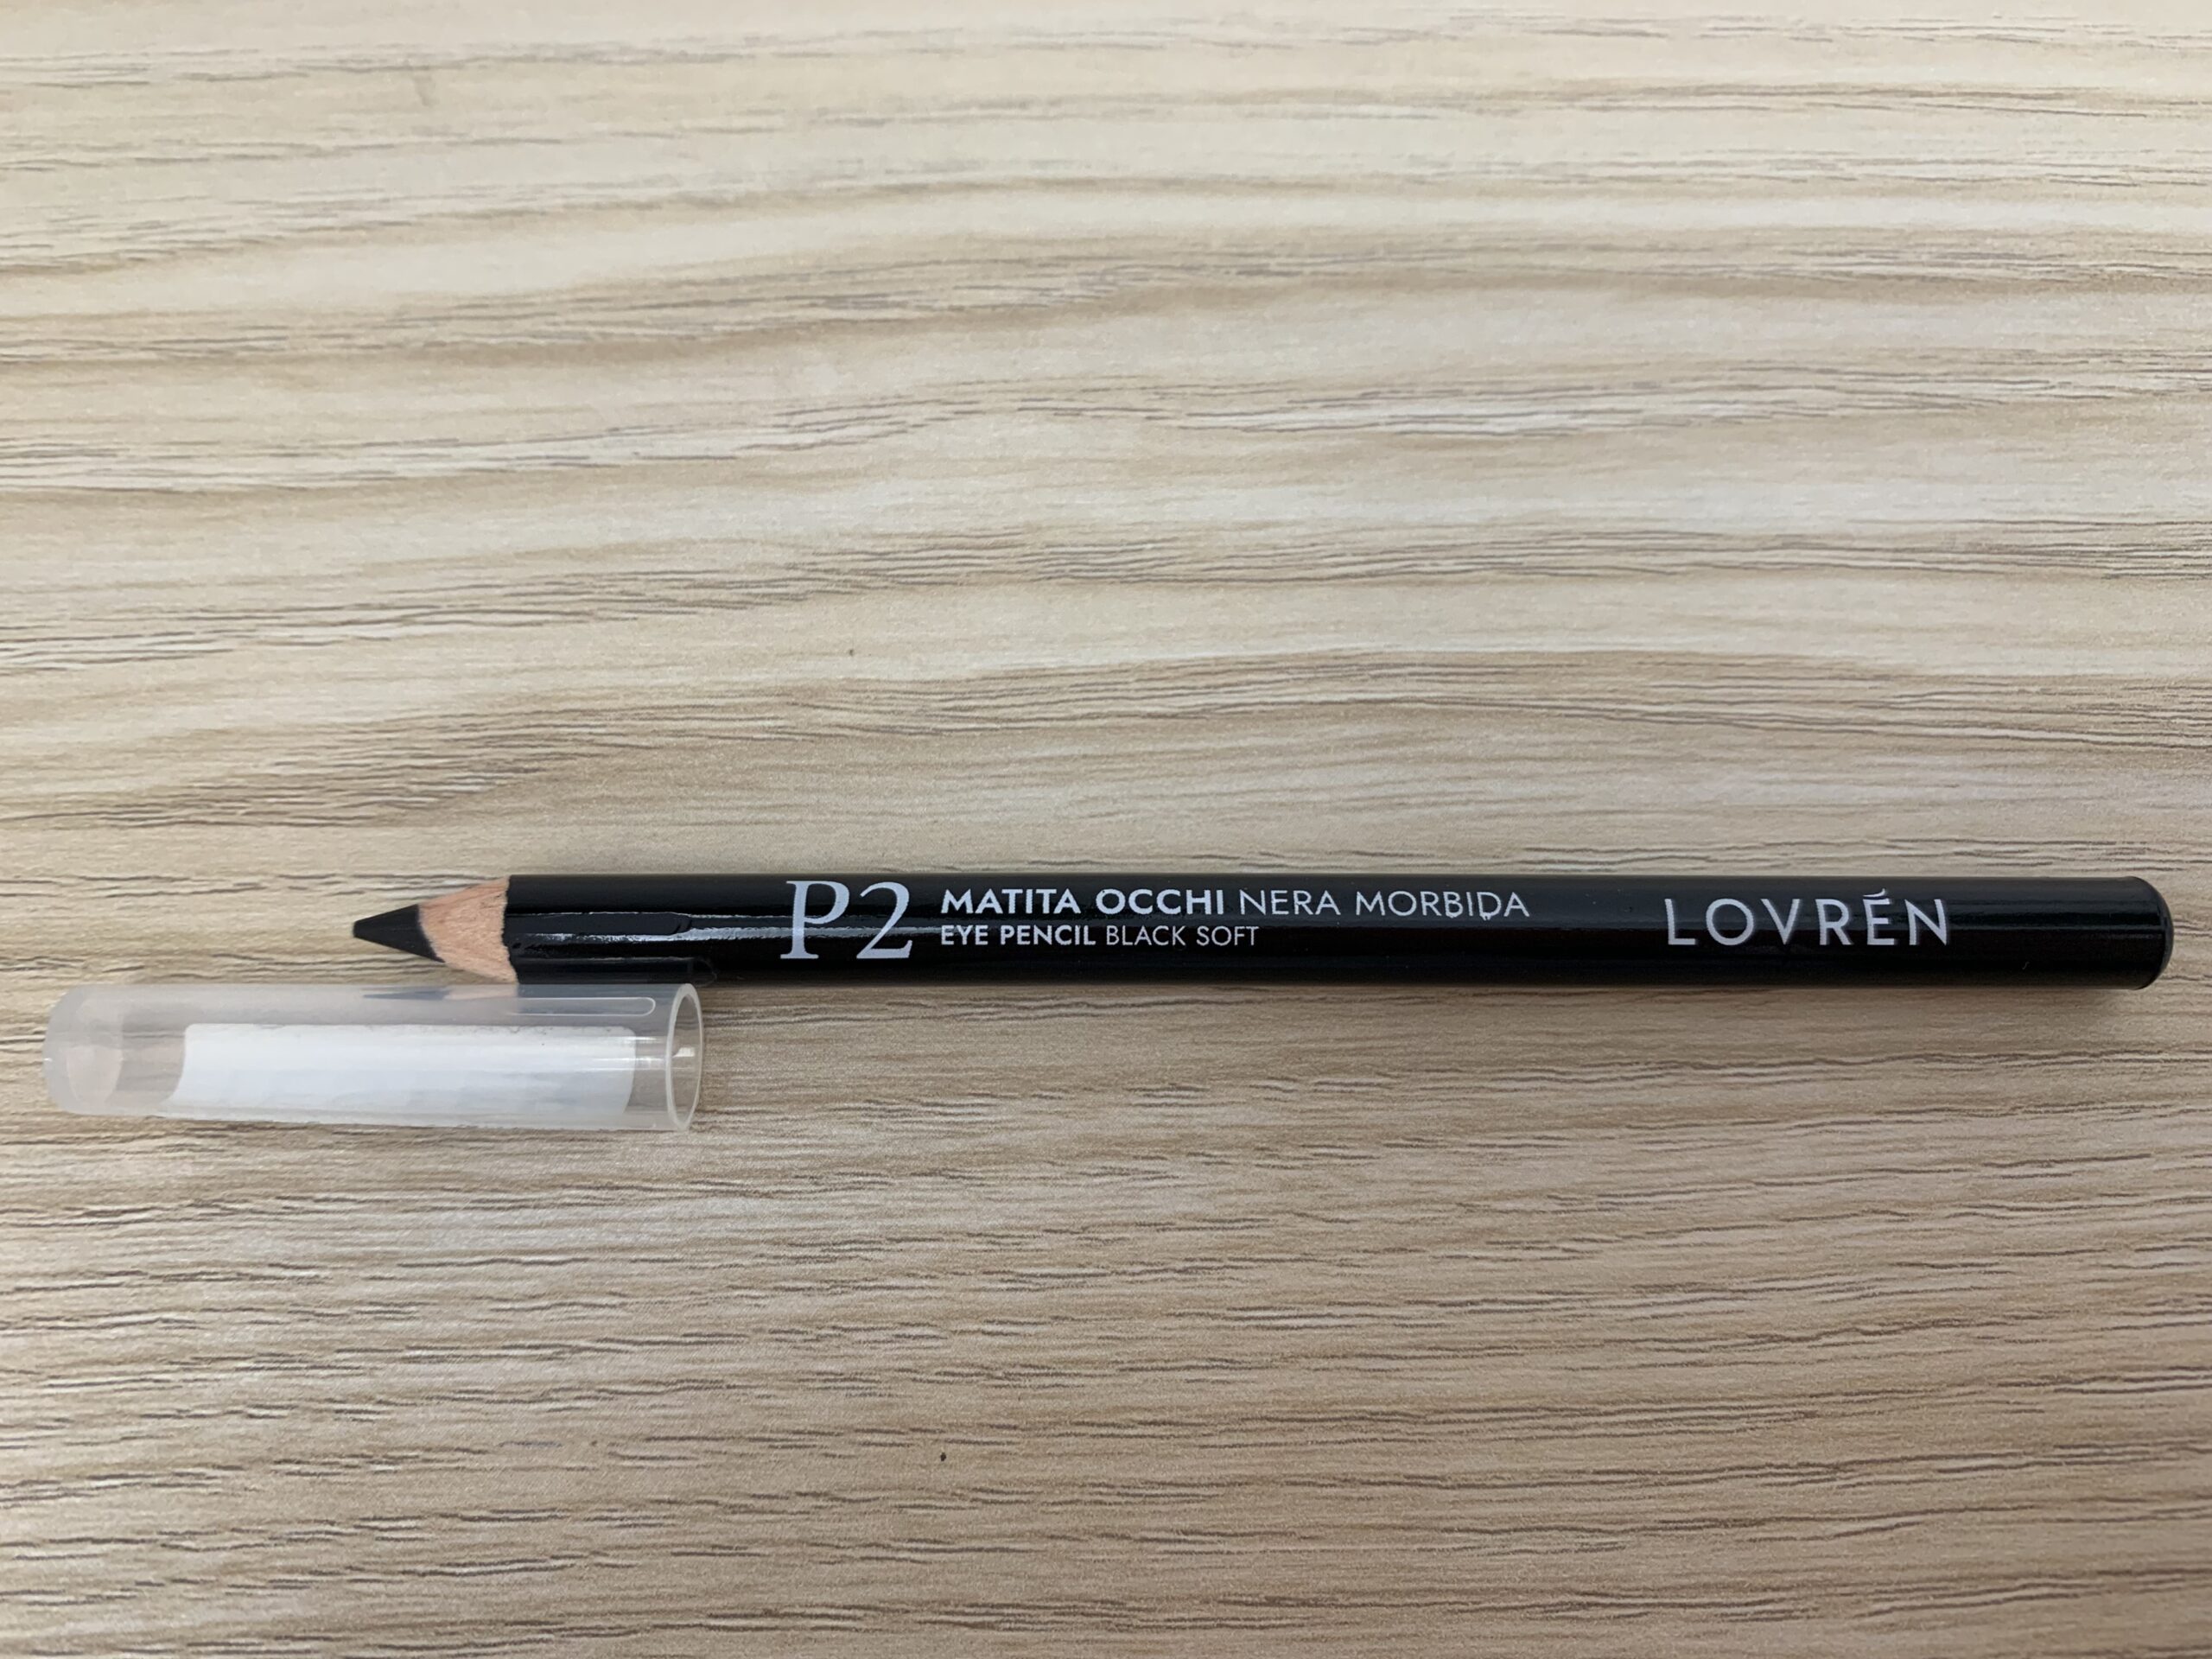 P2
MATITA OCCHI NERA MORBIDA
EYE PENCIL BLACK SOFT
LOVRÉN